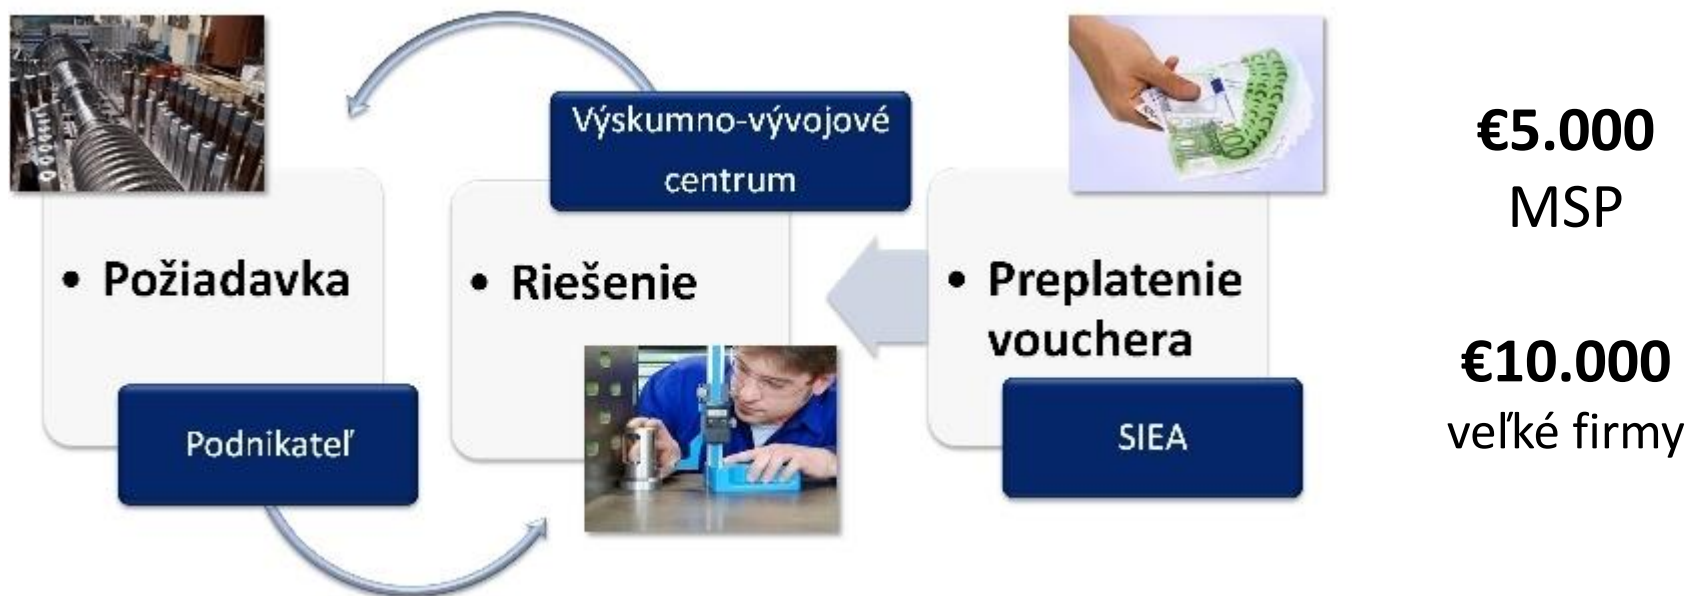 • Požiadavka
Podnikateľ
Výskumno-vývojové
centrum
• Riešenie
• Preplatenie
vouchera
SIEA
€5.000
MSP
€10.000
veľké firmy